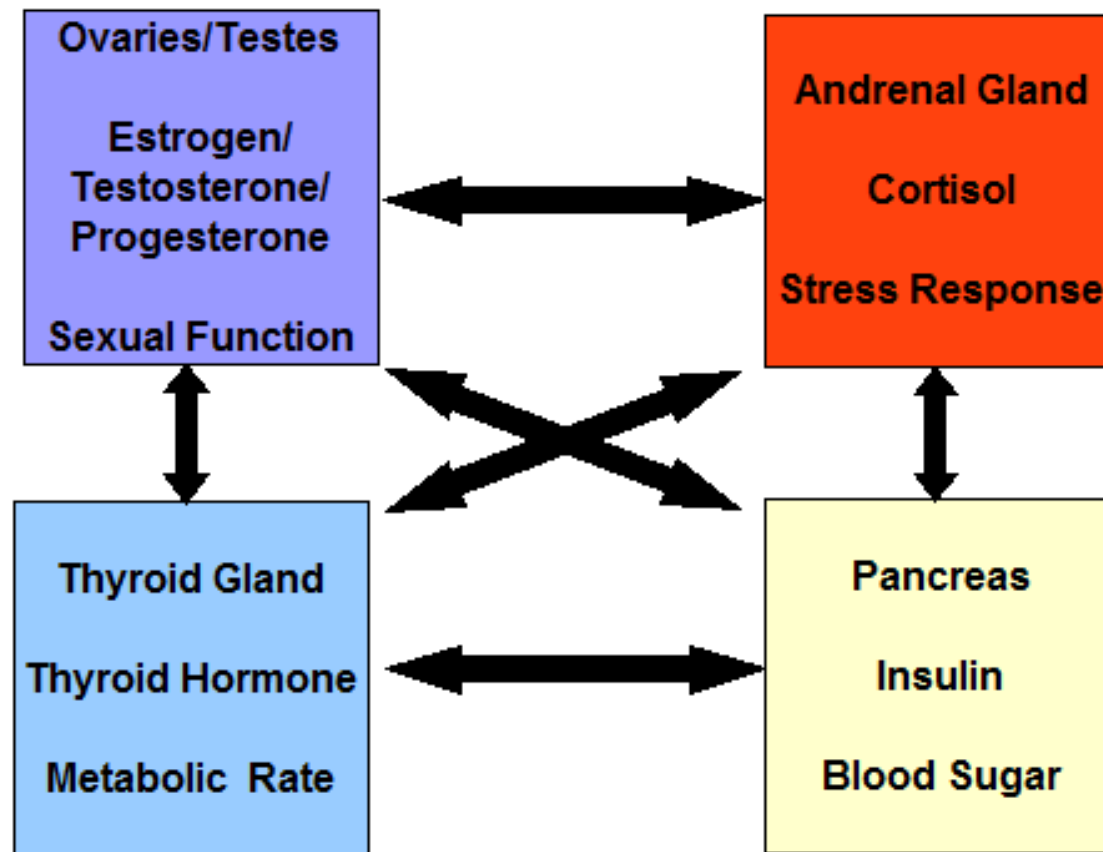 Ovaries/Testes
Estrogen/
Testosterone/
Progesterone
Sexual Function
Andrenal Gland
Cortisol
Stress Response
Thyroid Gland
Thyroid Hormone
Metabolic Rate
Pancreas
Insulin
Blood Sugar